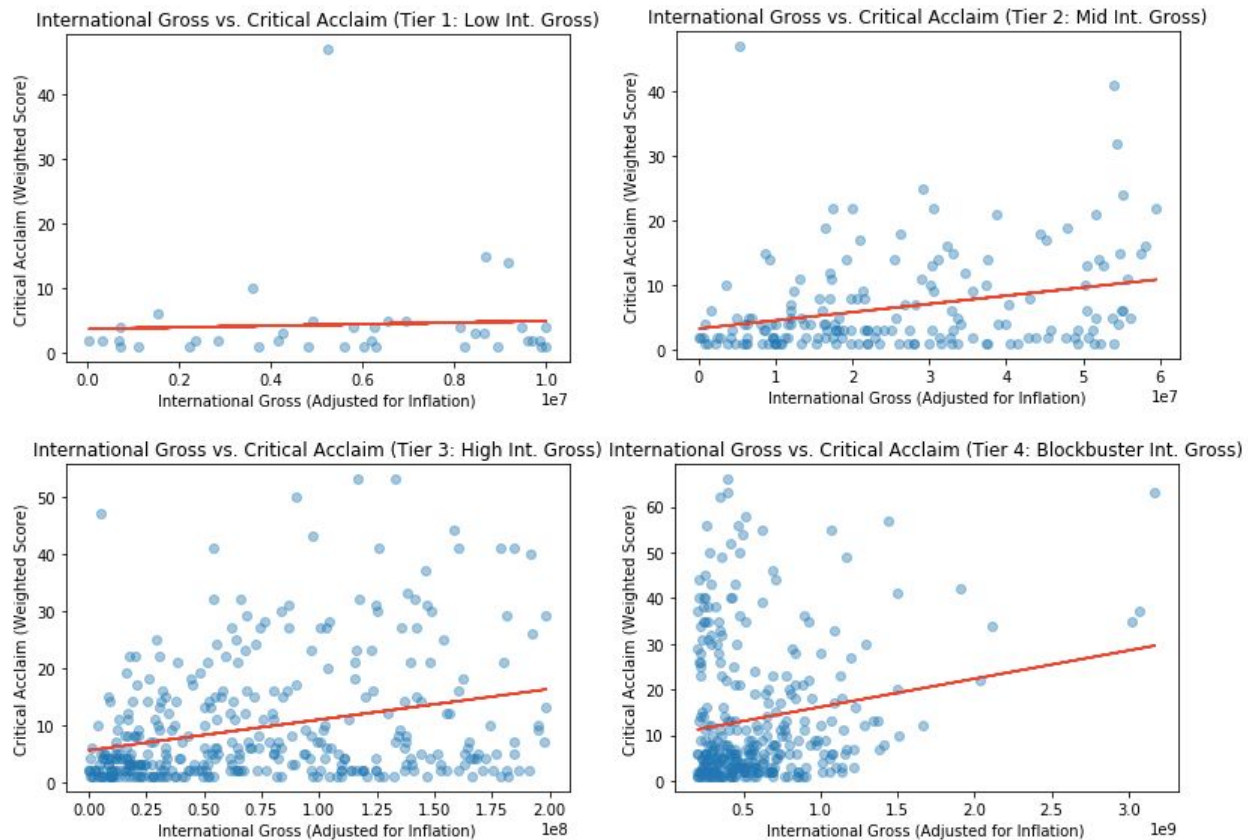 International Gross vs. Critical Acclaim (Tier 1: Low Int. Gross)
Critical Acclaim (Weighted Score)
40
30
20
10
0
0.0 0.2 0.4 0.6 0.8 1.0
1e7
International Gross (Adjusted for Inflation)
International Gross vs. Critical Acclaim (Tier 2: Mid Int. Gross)
Critical Acclaim (Weighted Score)
40
30
20
10
0
0 1 2 3 4 5 6
1e7
International Gross (Adjusted for Inflation)
International Gross vs. Critical Acclaim (Tier 3: High Int. Gross)
Critical Acclaim (Weighted Score)
50
40
30
20
10
0
0.00 0.25 0.50 0.75 1.00 1.25 1.50 1.75 2.00
1e8
International Gross (Adjusted for Inflation)
International Gross vs. Critical Acclaim (Tier 4: Blockbuster Int. Gross)
Critical Acclaim (Weighted Score)
60
50
40
30
20
10
0
0.5 1.0 1.5 2.0 2.5 3.0
1e9
International Gross (Adjusted for Inflation)